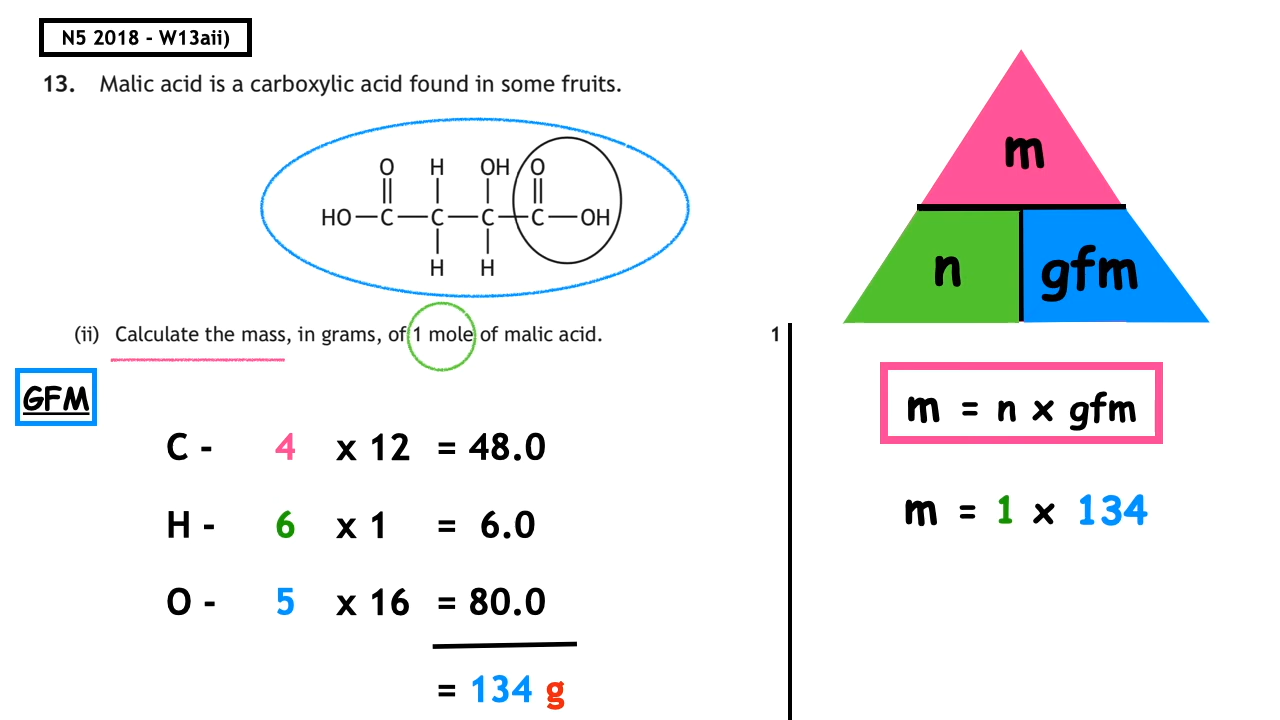 N5 2018 - W13aii)
13. Malic acid is a carboxylic acid found in some fruits.
O H OH O
HO C C C C OH
H H
(ii) Calculate the mass, in grams, of 1 mole of malic acid. 1
GFM
C - 4 x 12 = 48.0
H - 6 x 1 = 6.0
O - 5 x 16 = 80.0
= 134 g
m
n gfm
m = n x gfm
m = 1 x 134